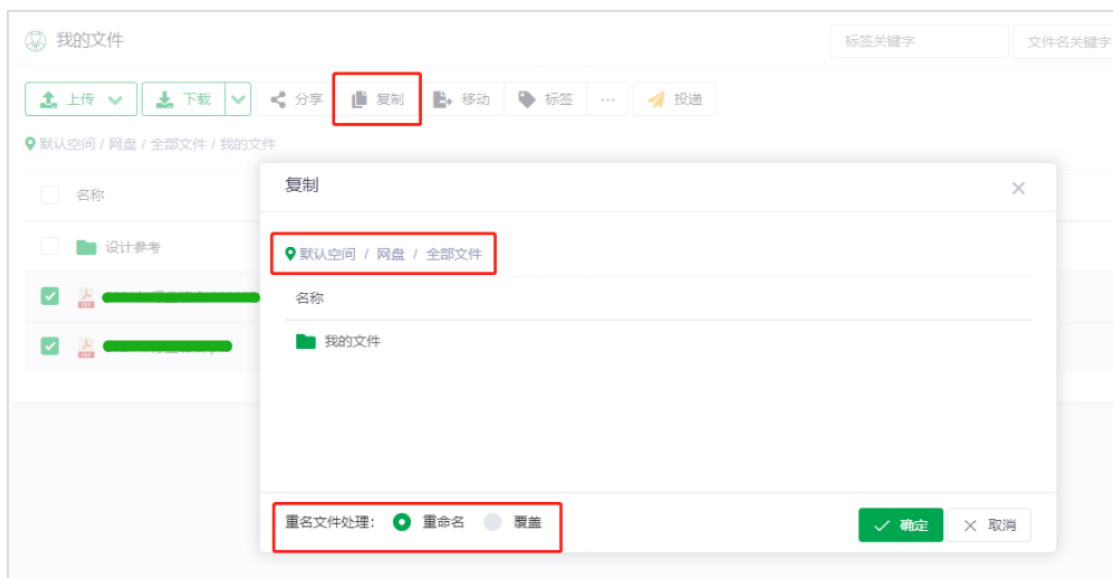 我的文件
标签关键字
文件名关键字
上传
下载
分享
复制
移动
标签
...
投递
默认空间 / 网盘 / 全部文件 / 我的文件
名称
设计参考
复制
默认空间 / 网盘 / 全部文件
名称
我的文件
重名文件处理: 重命名 覆盖
确定
取消